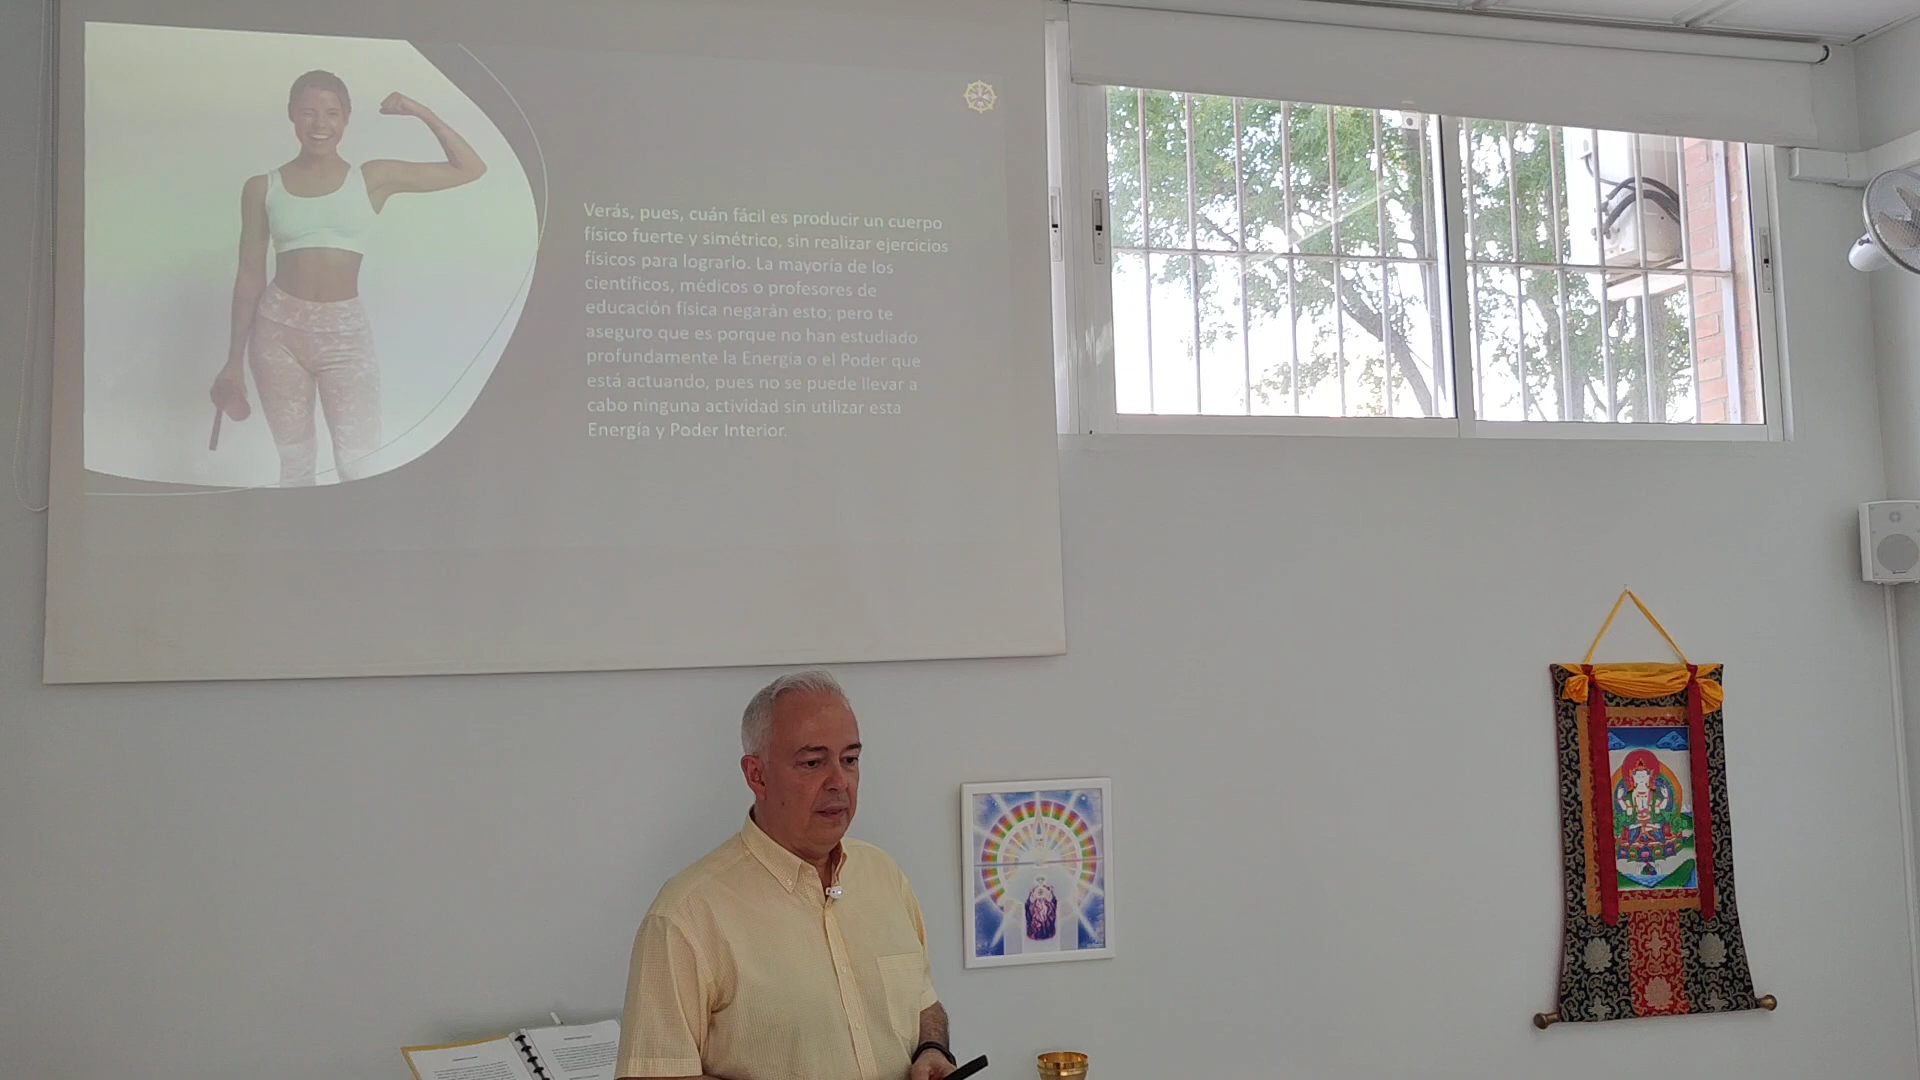 Verás, pues, cuán fácil es producir un cuerpo
físico fuerte y simétrico, sin realizar ejercicios
físicos para lograrlo. La mayoría de los
científicos, médicos o profesores de
educación física negarán esto; pero te
aseguro que es porque no han estudiado
profundamente la Energía o el Poder que
está actuando, pues no se puede llevar a
cabo ninguna actividad sin utilizar esta
Energía y Poder Interior.